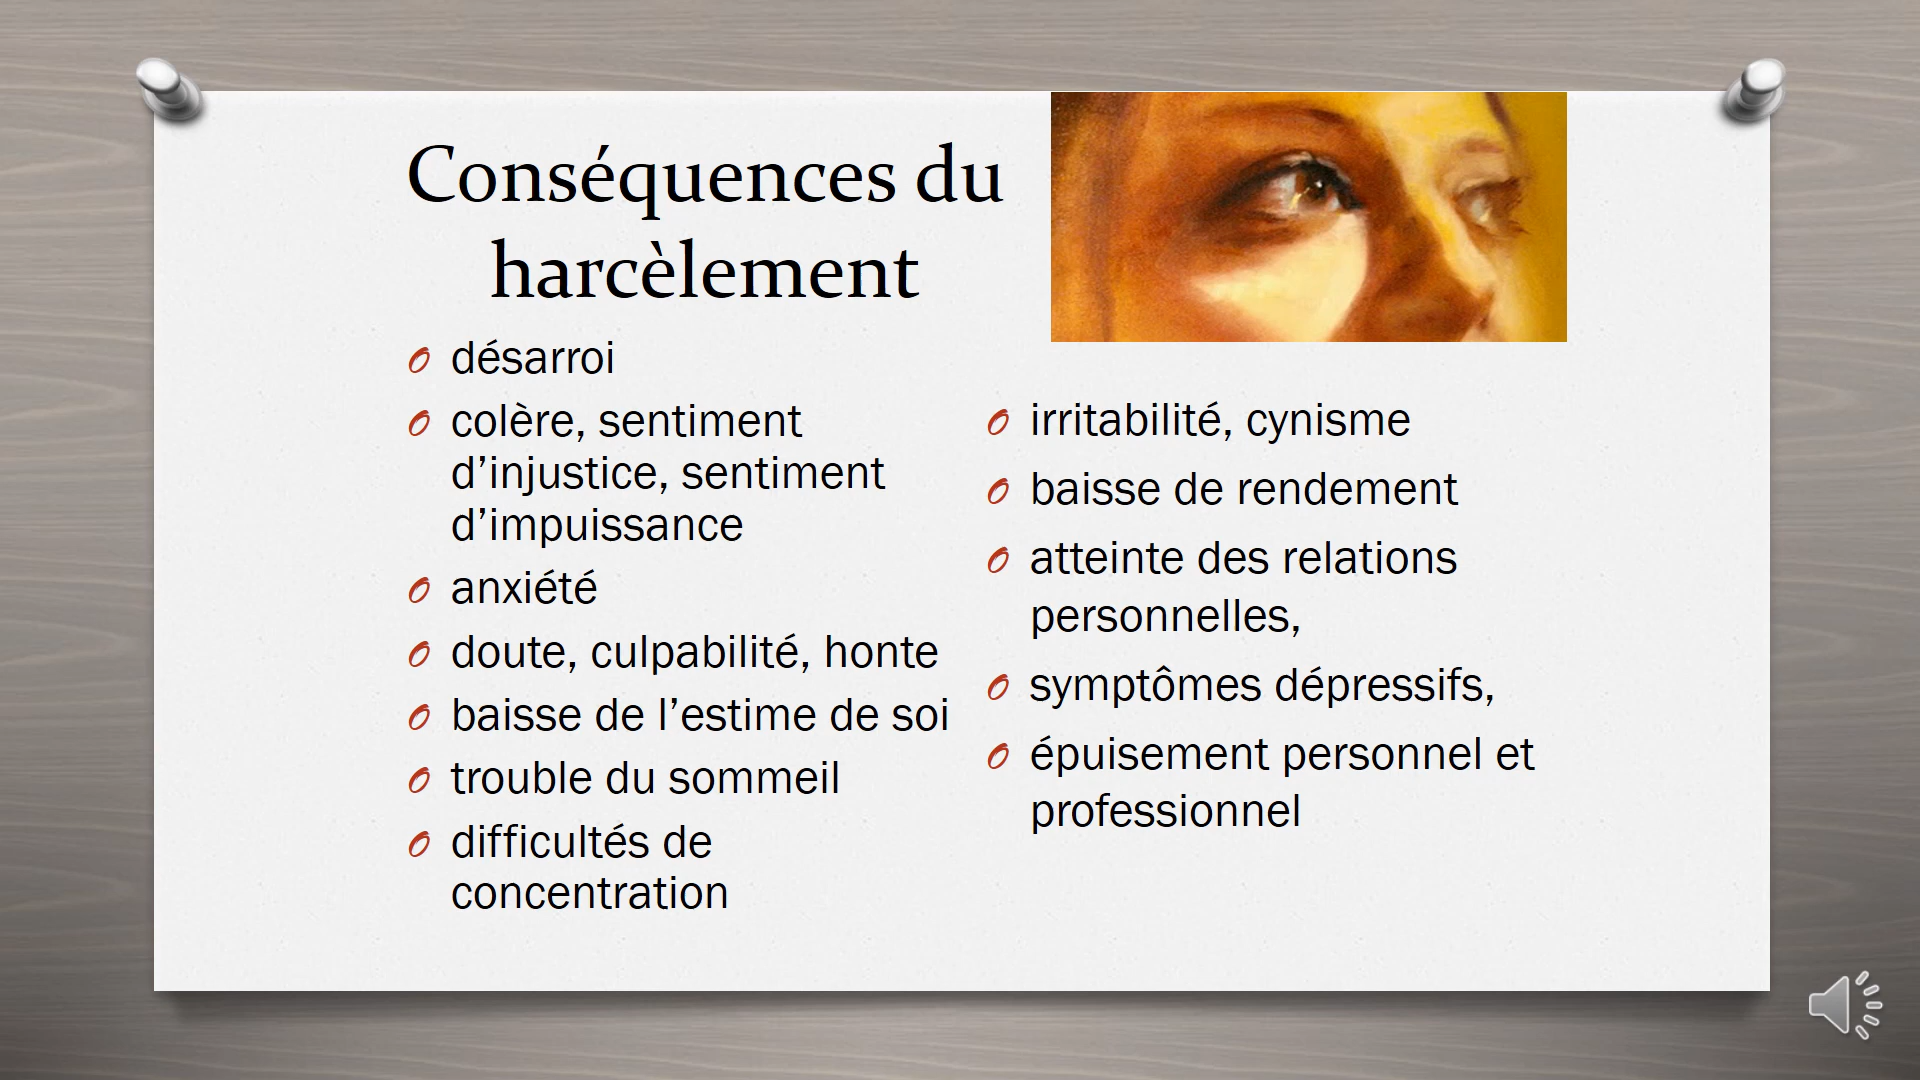 Conséquences du
harcèlement
désarroi
colère, sentiment
d’injustice, sentiment
d’impuissance
anxiété
doute, culpabilité, honte
baisse de l’estime de soi
trouble du sommeil
difficultés de
concentration
irritabilité, cynisme
baisse de rendement
atteinte des relations
personnelles,
symptômes dépressifs,
épuisement personnel et
professionnel